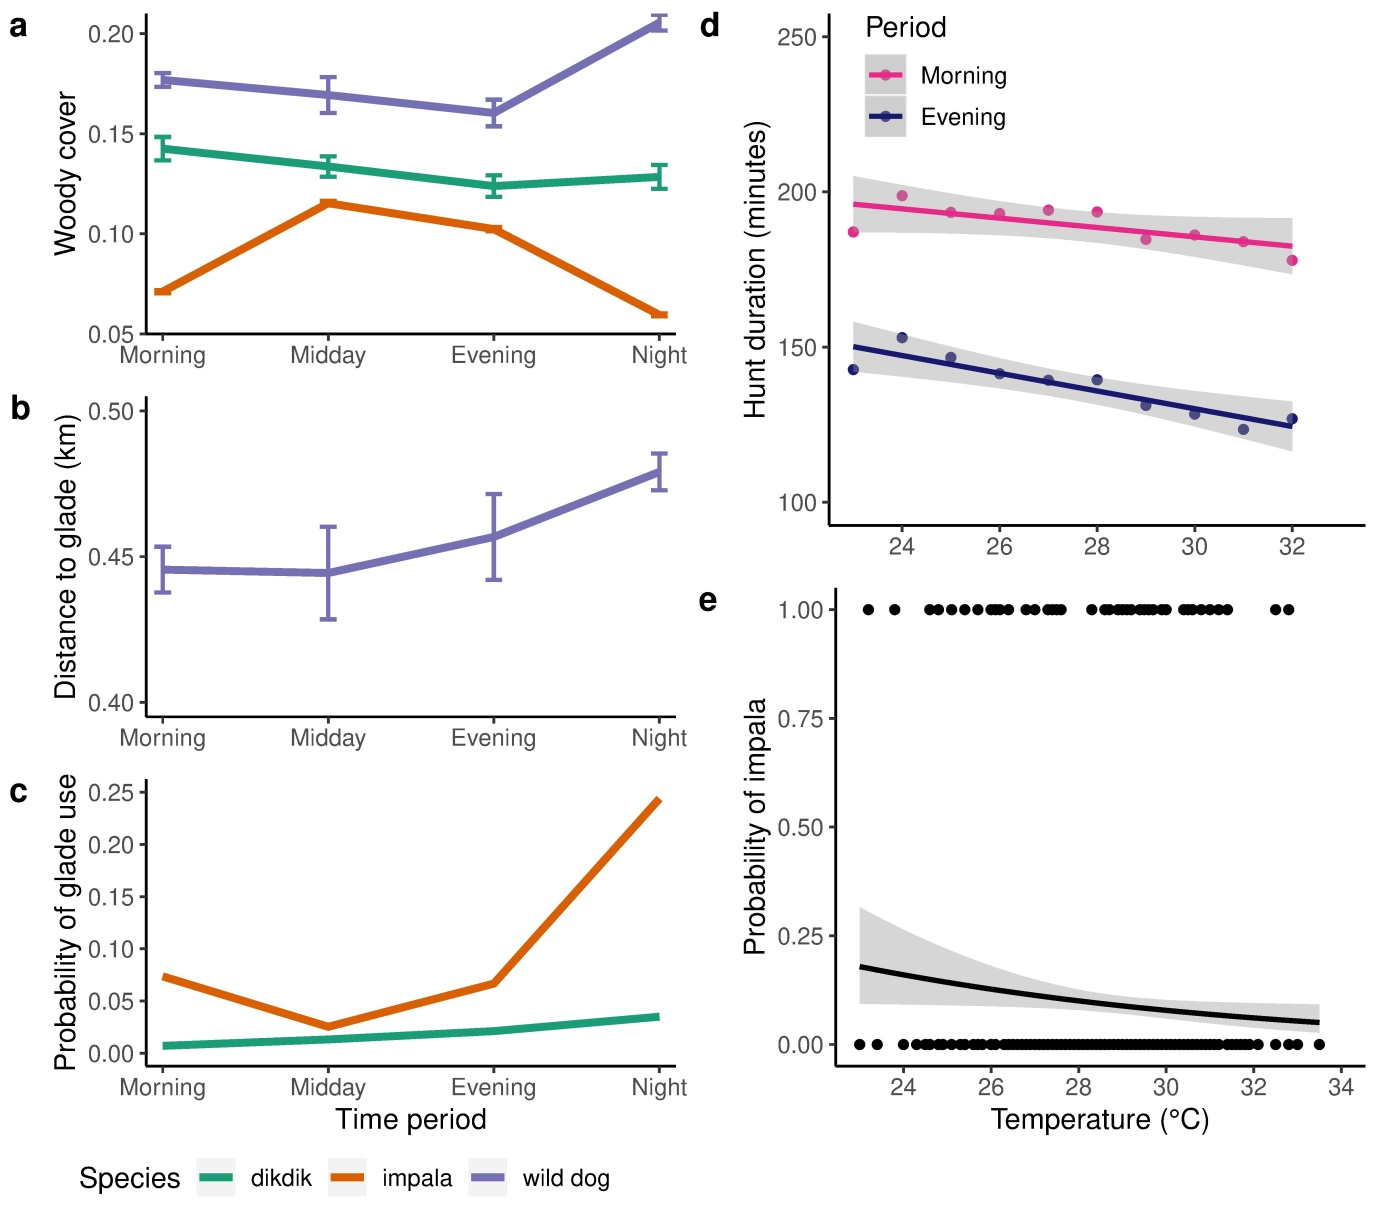 a
Woody cover
0.20
0.15
0.10
0.05
Morning Midday Evening Night
b
Distance to glade (km)
0.50
0.45
0.40
Morning Midday Evening Night
c
Probability of glade use
0.25
0.20
0.15
0.10
0.05
0.00
Morning Midday Evening Night
Time period
Species dikdik impala wild dog
d
Period
Morning
Evening
Hunt duration (minutes)
250
200
150
100
24 26 28 30 32
e
Probability of impala
1.00
0.75
0.50
0.25
0.00
24 26 28 30 32 34
Temperature (°C)